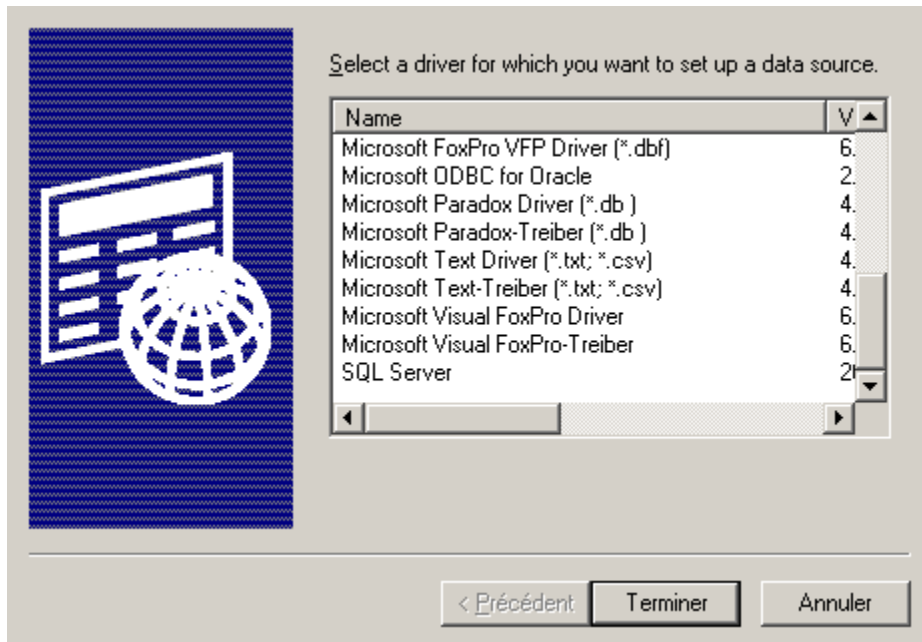 Select a driver for which you want to set up a data source.
Name V
Microsoft FoxPro VFP Driver (*.dbf) 6.
Microsoft ODBC for Oracle 2.
Microsoft Paradox Driver (*.db ) 4.
Microsoft Paradox-Treiber (*.db ) 4.
Microsoft Text Driver (*.txt; *.csv) 4.
Microsoft Text-Treiber (*.txt; *.csv) 4.
Microsoft Visual FoxPro Driver 6.
Microsoft Visual FoxPro-Treiber 6.
SQL Server
< Précédent Terminer Annuler